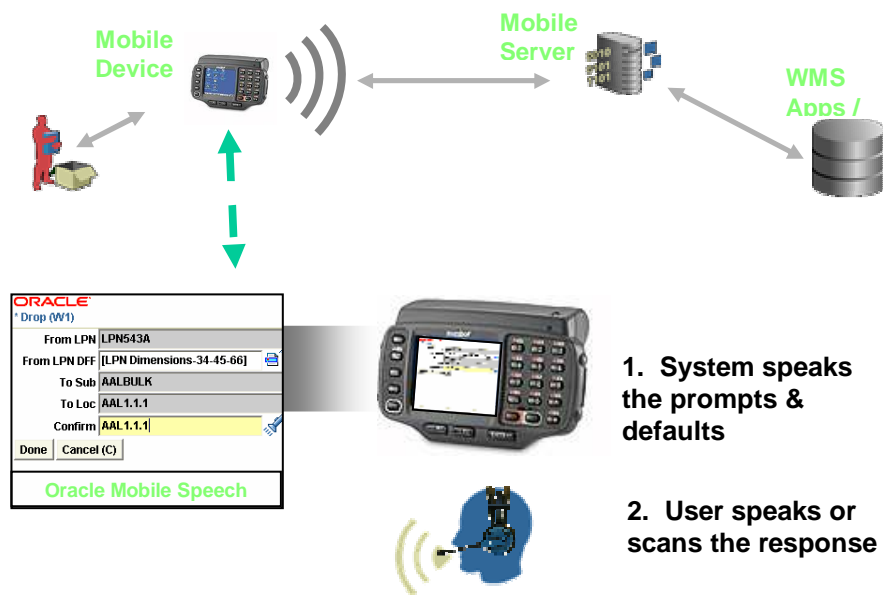 Mobile
Device
Mobile
Server
WMS
Apps /
ORACLE
* Drop (W1)
From LPN LPN543A
From LPN DFF [LPN Dimensions-34-45-66]
To Sub AALBULK
To Loc AAL1.1.1
Confirm AAL1.1.1
Done Cancel (C)
Oracle Mobile Speech
1. System speaks
the prompts &
defaults
2. User speaks or
scans the response